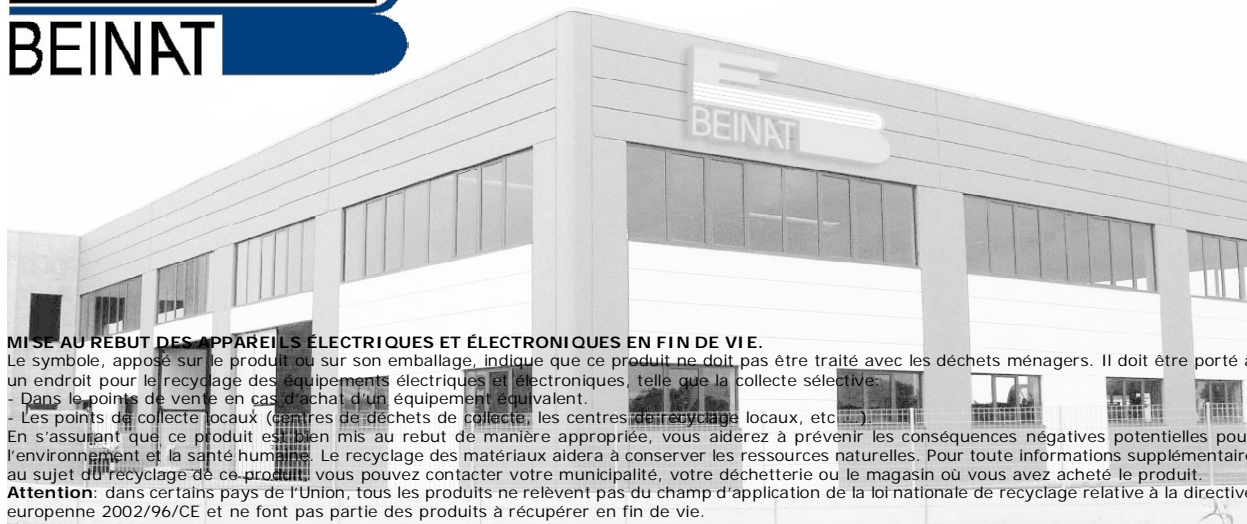 BEINAT
BEINAT
MISE AU REBUT DES APPAREILS ÉLECTRIQUES ET ÉLECTRONIQUES EN FIN DE VIE.
Le symbole, apposé sur le produit ou sur son emballage, indique que ce produit ne doit pas être traité avec les déchets ménagers. Il doit être porté à
un endroit pour le recyclage des équipements électriques et électroniques, telle que la collecte sélective:
- Dans le points de vente en cas d'achat d'un équipement équivalent.
- Les points de collecte locaux (centres de déchets de collecte, les centres de recyclage locaux, etc ....)
En s'assurant que ce produit est bien mis au rebut de manière appropriée, vous aiderez à prévenir les conséquences négatives potentielles pou
l'environnement et la santé humaine. Le recyclage des matériaux aidera à conserver les ressources naturelles. Pour toute informations supplémentaire
au sujet du recyclage de ce produit, vous pouvez contacter votre municipalité, votre déchetterie ou le magasin où vous avez acheté le produit.
Attention: dans certains pays de l'Union, tous les produits ne relèvent pas du champ d'application de la loi nationale de recyclage relative à la directive
europenne 2002/96/CE et ne font pas partie des produits à récupérer en fin de vie.